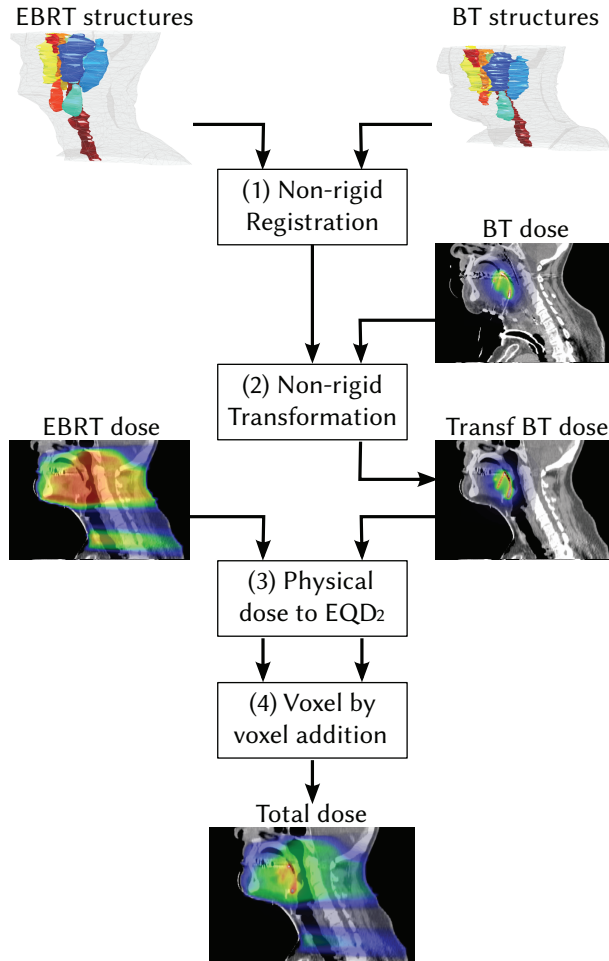 EBRT structures
BT structures
(1) Non-rigid
Registration
BT dose
(2) Non-rigid
Transformation
EBRT dose
Transf BT dose
(3) Physical
dose to EQD₂
(4) Voxel by
voxel addition
Total dose